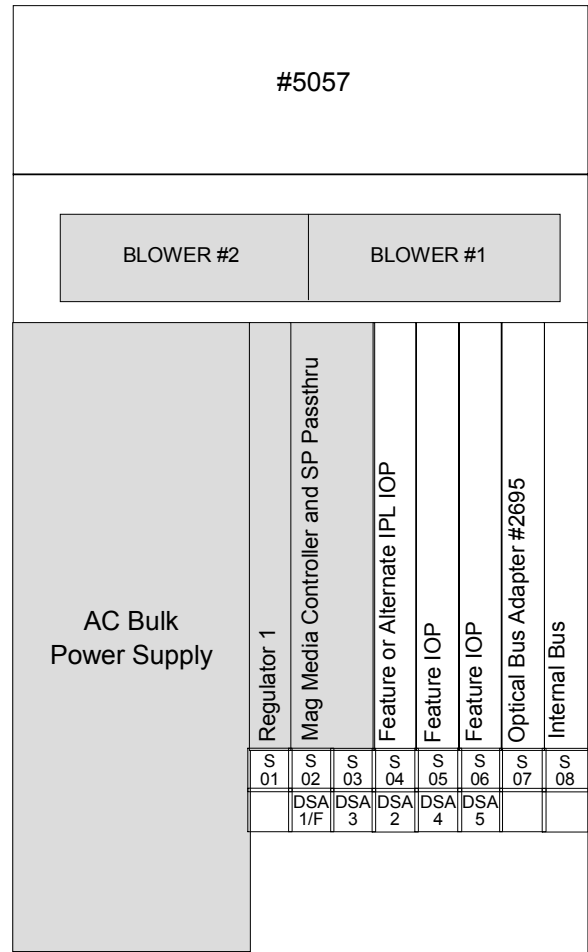 #5057
BLOWER #2
BLOWER #1
AC Bulk
Power Supply
Regulator 1
Mag Media Controller and SP Passthru
Feature or Alternate IPL IOP
Feature IOP
Feature IOP
Optical Bus Adapter #2695
Internal Bus
S S S S S S S S
01 02 03 04 05 06 07 08
DSA DSA DSA DSA DSA
1/F 3 2 4 5